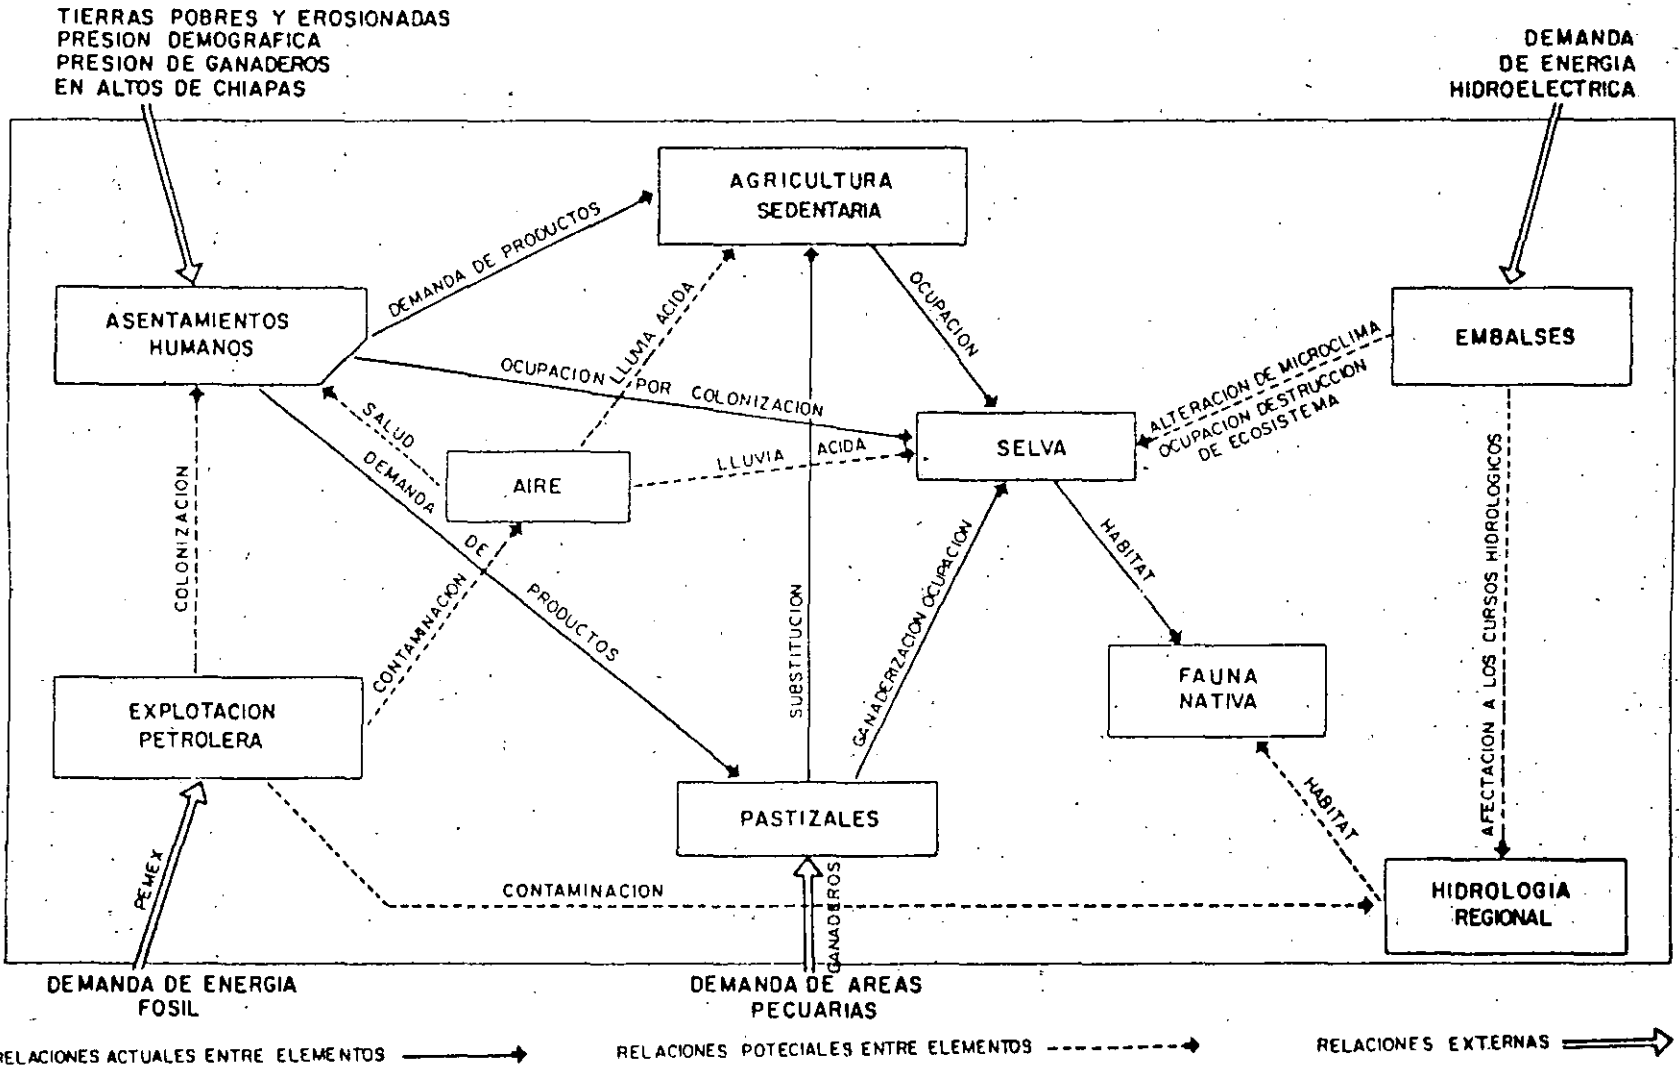 TIERRAS POBRES Y EROSIONADAS
PRESION DEMOGRAFICA
PRESION DE GANADEROS
EN ALTOS DE CHIAPAS
DEMANDA
DE ENERGIA
HIDROELECTRICA
AGRICULTURA
SEDENTARIA
DEMANDA DE PRODUCTOS
LLUVIA ACIDA
OCUPACION
ASENTAMIENTOS
HUMANOS
EMBALSES
OCUPACION POR COLONIZACION
ALTERACION DE MICROCLIMA
OCUPACION DESTRUCCION
DE ECOSISTEMA
SALUD
SELVA
LLUVIA ACIDA
AIRE
DEMANDA DE PRODUCTOS
COLONIZACION
CONTAMINACION
SUBSTITUCION
GANADERIZACION OCUPACION
HABITAT
AFECTACION A LOS CURSOS HIDROLOGICOS
FAUNA
NATIVA
EXPLOTACION
PETROLERA
PASTIZALES
HABITAT
PEMEX
CONTAMINACION
GANADEROS
HIDROLOGIA
REGIONAL
DEMANDA DE ENERGIA
FOSIL
DEMANDA DE AREAS
PECUARIAS
RELACIONES ACTUALES ENTRE ELEMENTOS
RELACIONES POTECIALES ENTRE ELEMENTOS
RELACIONES EXTERNAS